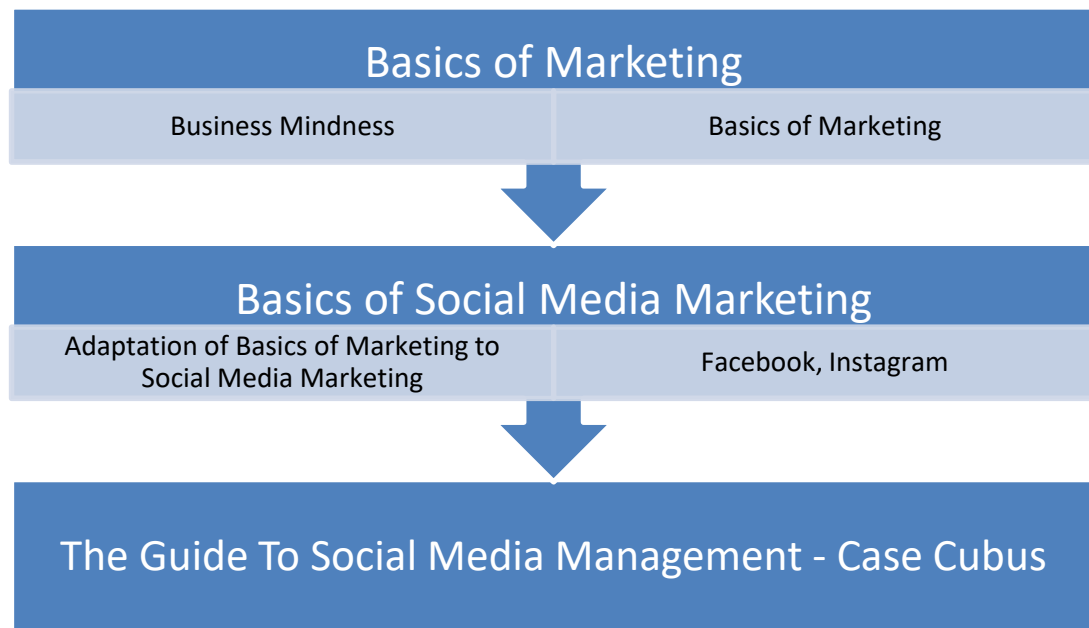 Basics of Marketing
Business Mindness
Basics of Marketing
Basics of Social Media Marketing
Adaptation of Basics of Marketing to
Social Media Marketing
Facebook, Instagram
The Guide To Social Media Management - Case Cubus